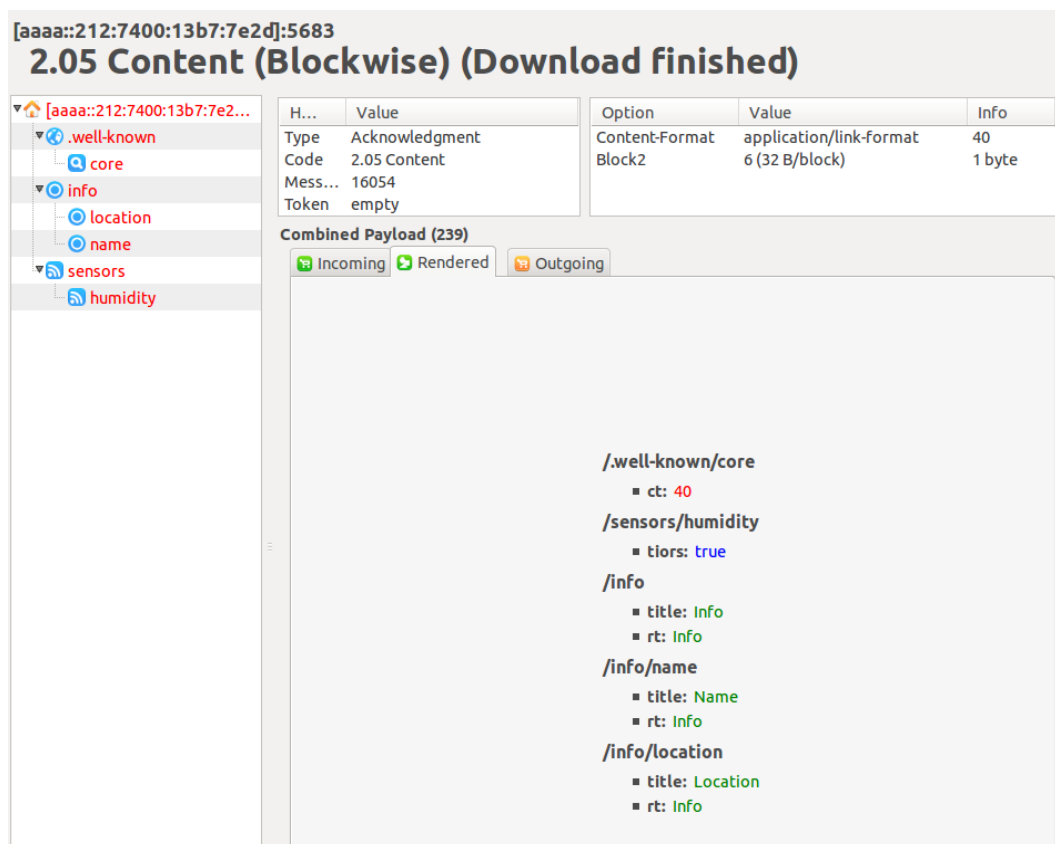 [aaaa::212:7400:13b7:7e2d]:5683
2.05 Content (Blockwise) (Download finished)
[aaaa::212:7400:13b7:7e2...
.well-known
core
info
location
name
sensors
humidity
H... Value
Type Acknowledgment
Code 2.05 Content
Mess... 16054
Token empty
Option Value Info
Content-Format application/link-format 40
Block2 6 (32 B/block) 1 byte
Combined Payload (239)
Incoming Rendered Outgoing
/.well-known/core
ct: 40
/sensors/humidity
tiors: true
/info
title: Info
rt: Info
/info/name
title: Name
rt: Info
/info/location
title: Location
rt: Info